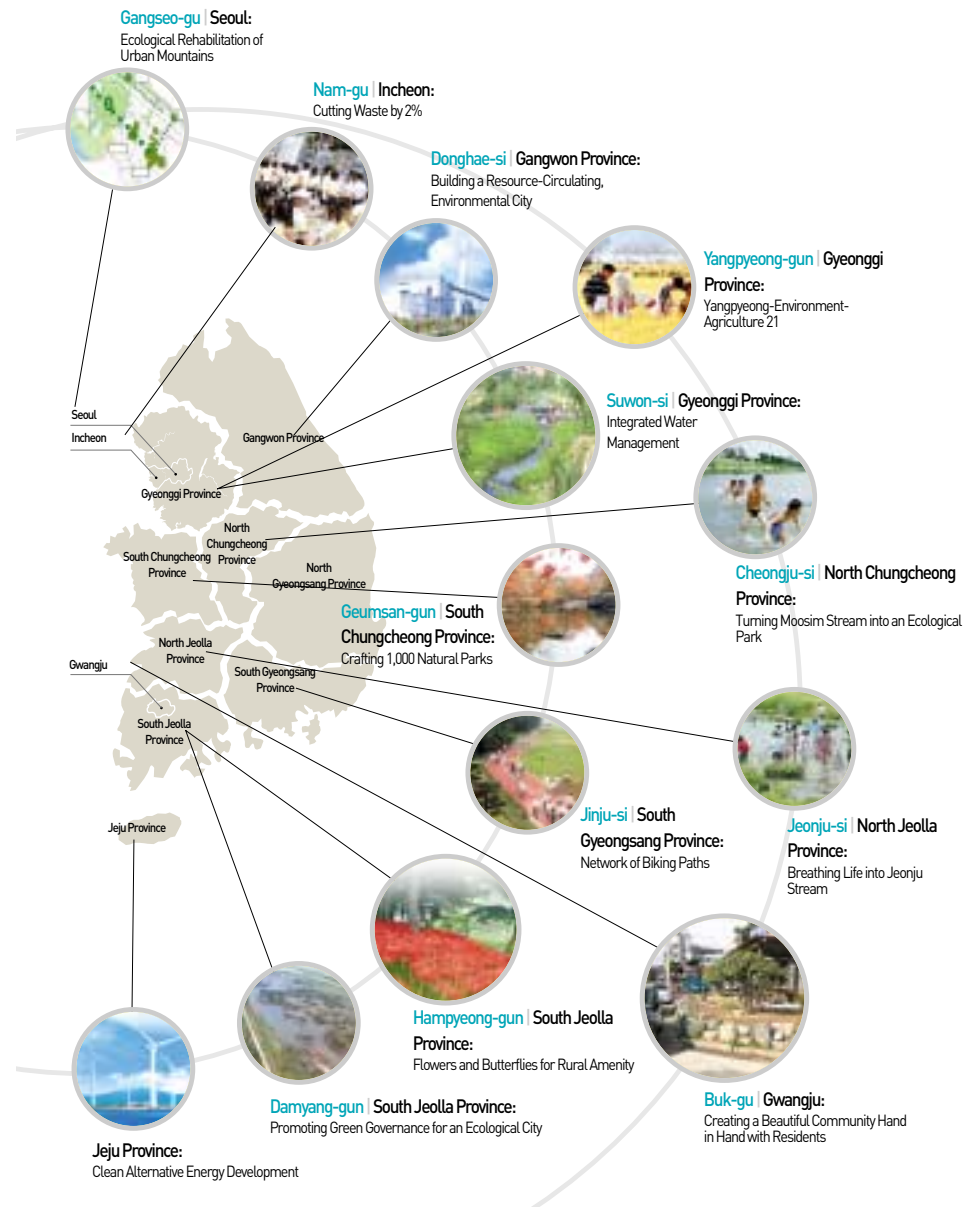 Gangseo-gu | Seoul:
Ecological Rehabilitation of
Urban Mountains
Nam-gu | Incheon:
Cutting Waste by 2%
Donghae-si | Gangwon Province:
Building a Resource-Circulating,
Environmental City
Yangpyeong-gun | Gyeonggi
Province:
Yangpyeong-Environment-
Agriculture 21
Suwon-si | Gyeonggi Province:
Integrated Water
Management
Seoul
Incheon
Gangwon Province
Gyeonggi Province
North
Chungcheong
Province
South Chungcheong
Province
North
Gyeongsang Province
Cheongju-si | North Chungcheong
Province:
Turning Moosim Stream into an Ecological
Park
Geumsan-gun | South
Chungcheong Province:
Crafting 1,000 Natural Parks
North Jeolla
Province
Gwangju
South Gyeongsang
Province
South Jeolla
Province
Jeju Province
Jinju-si | South
Gyeongsang Province:
Network of Biking Paths
Jeonju-si | North Jeolla
Province:
Breathing Life into Jeonju
Stream
Hampyeong-gun | South Jeolla
Province:
Flowers and Butterflies for Rural Amenity
Buk-gu | Gwangju:
Creating a Beautiful Community Hand
in Hand with Residents
Damyang-gun | South Jeolla Province:
Promoting Green Governance for an Ecological City
Jeju Province:
Clean Alternative Energy Development